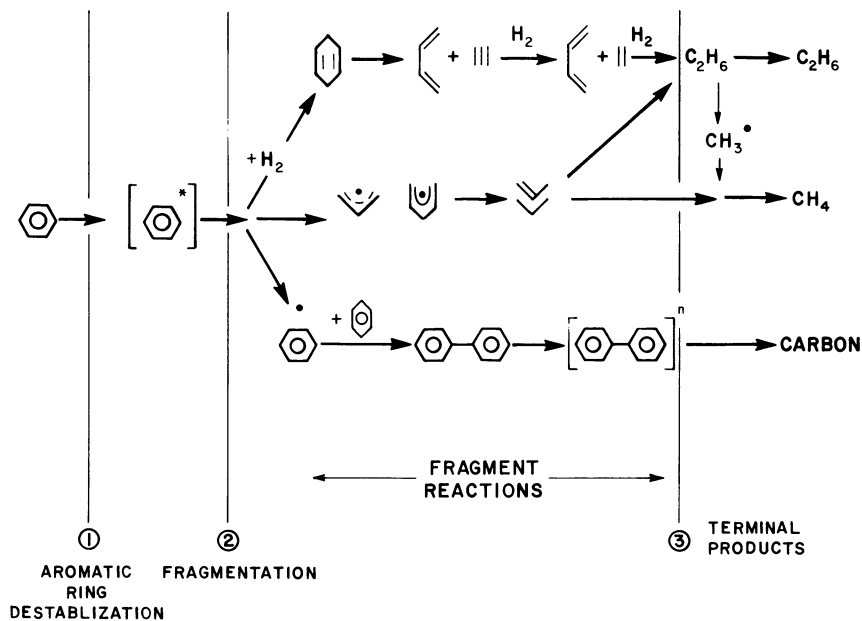 H₂
H₂
+
+
C₂H₆
C₂H₆
+H₂
CH₃•
*
CH₄
+
n
CARBON
FRAGMENT
REACTIONS
①
②
③
TERMINAL
PRODUCTS
AROMATIC
RING
DESTABLIZATION
FRAGMENTATION